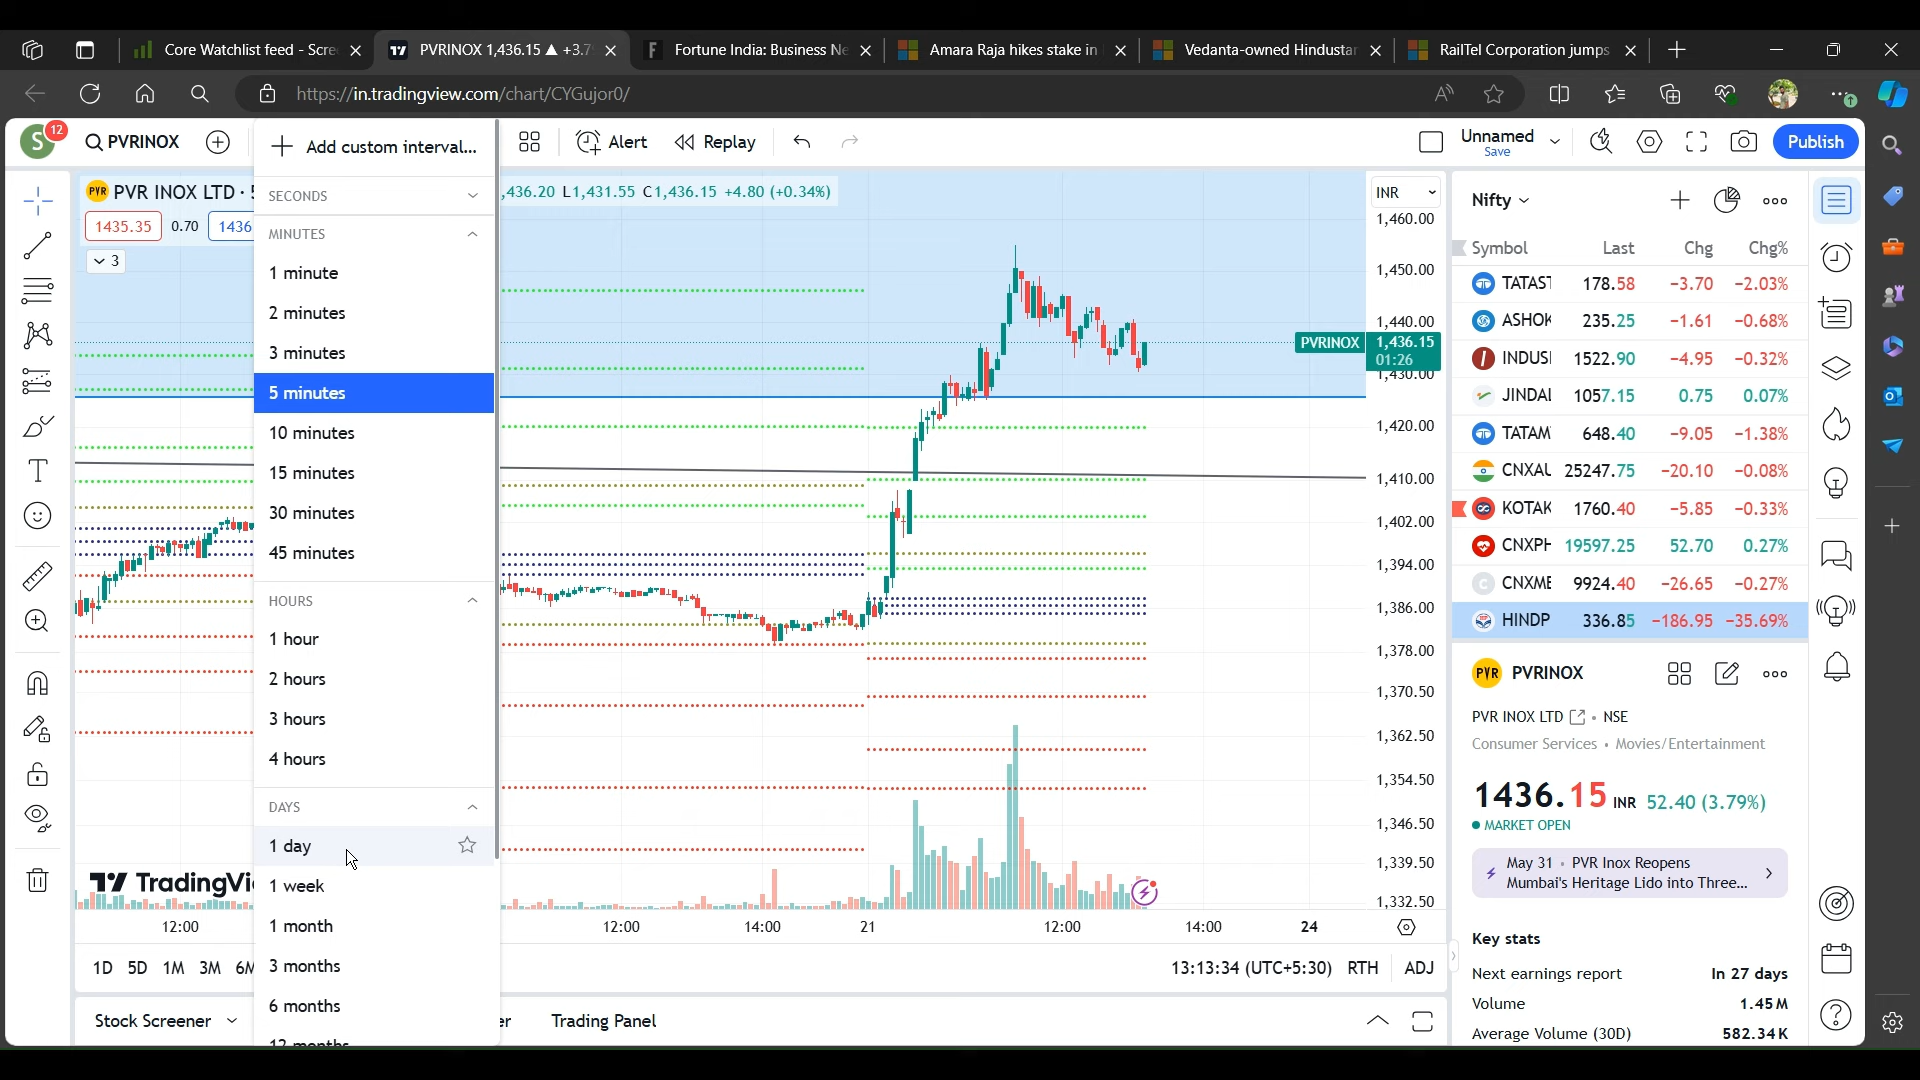 Core Watchlist feed - Scre
PVRINOX 1,436.15 ▲ +3.7
Fortune India: Business Ne
Amara Raja hikes stake in
Vedanta-owned Hindustan
RailTel Corporation jumps
https://in.tradingview.com/chart/CYGujor0/
S 12
PVRINOX
Add custom interval...
Alert
Replay
Unnamed
Save
Publish
PVR PVR INOX LTD · 5
,436.20 L1,431.55 C1,436.15 +4.80 (+0.34%)
1435.35 0.70 1436
3
SECONDS
MINUTES
1 minute
2 minutes
3 minutes
5 minutes
10 minutes
15 minutes
30 minutes
45 minutes
HOURS
1 hour
2 hours
3 hours
4 hours
DAYS
1 day
1 week
1 month
3 months
6 months
12 months
INR
1,460.00
1,450.00
1,440.00
PVRINOX 1,436.15
01:26
1,430.00
1,420.00
1,410.00
1,402.00
1,394.00
1,386.00
1,378.00
1,370.50
1,362.50
1,354.50
1,346.50
1,339.50
1,332.50
TradingVi
12:00
12:00 14:00 21 12:00 14:00 24
1D 5D 1M 3M 6M
13:13:34 (UTC+5:30) RTH ADJ
Stock Screener
er
Trading Panel
Nifty
Symbol Last Chg Chg%
TATAST 178.58 −3.70 −2.03%
ASHOK 235.25 −1.61 −0.68%
INDUSI 1522.90 −4.95 −0.32%
JINDAL 1057.15 0.75 0.07%
TATAM 648.40 −9.05 −1.38%
CNXAU 25247.75 −20.10 −0.08%
KOTAK 1760.40 −5.85 −0.33%
CNXPH 19597.25 52.70 0.27%
CNXME 9924.40 −26.65 −0.27%
HINDP 336.85 −186.95 −35.69%
PVR PVRINOX
PVR INOX LTD • NSE
Consumer Services • Movies/Entertainment
1436.15 INR 52.40 (3.79%)
MARKET OPEN
May 31 · PVR Inox Reopens
Mumbai's Heritage Lido into Three...
Key stats
Next earnings report In 27 days
Volume 1.45M
Average Volume (30D) 582.34K